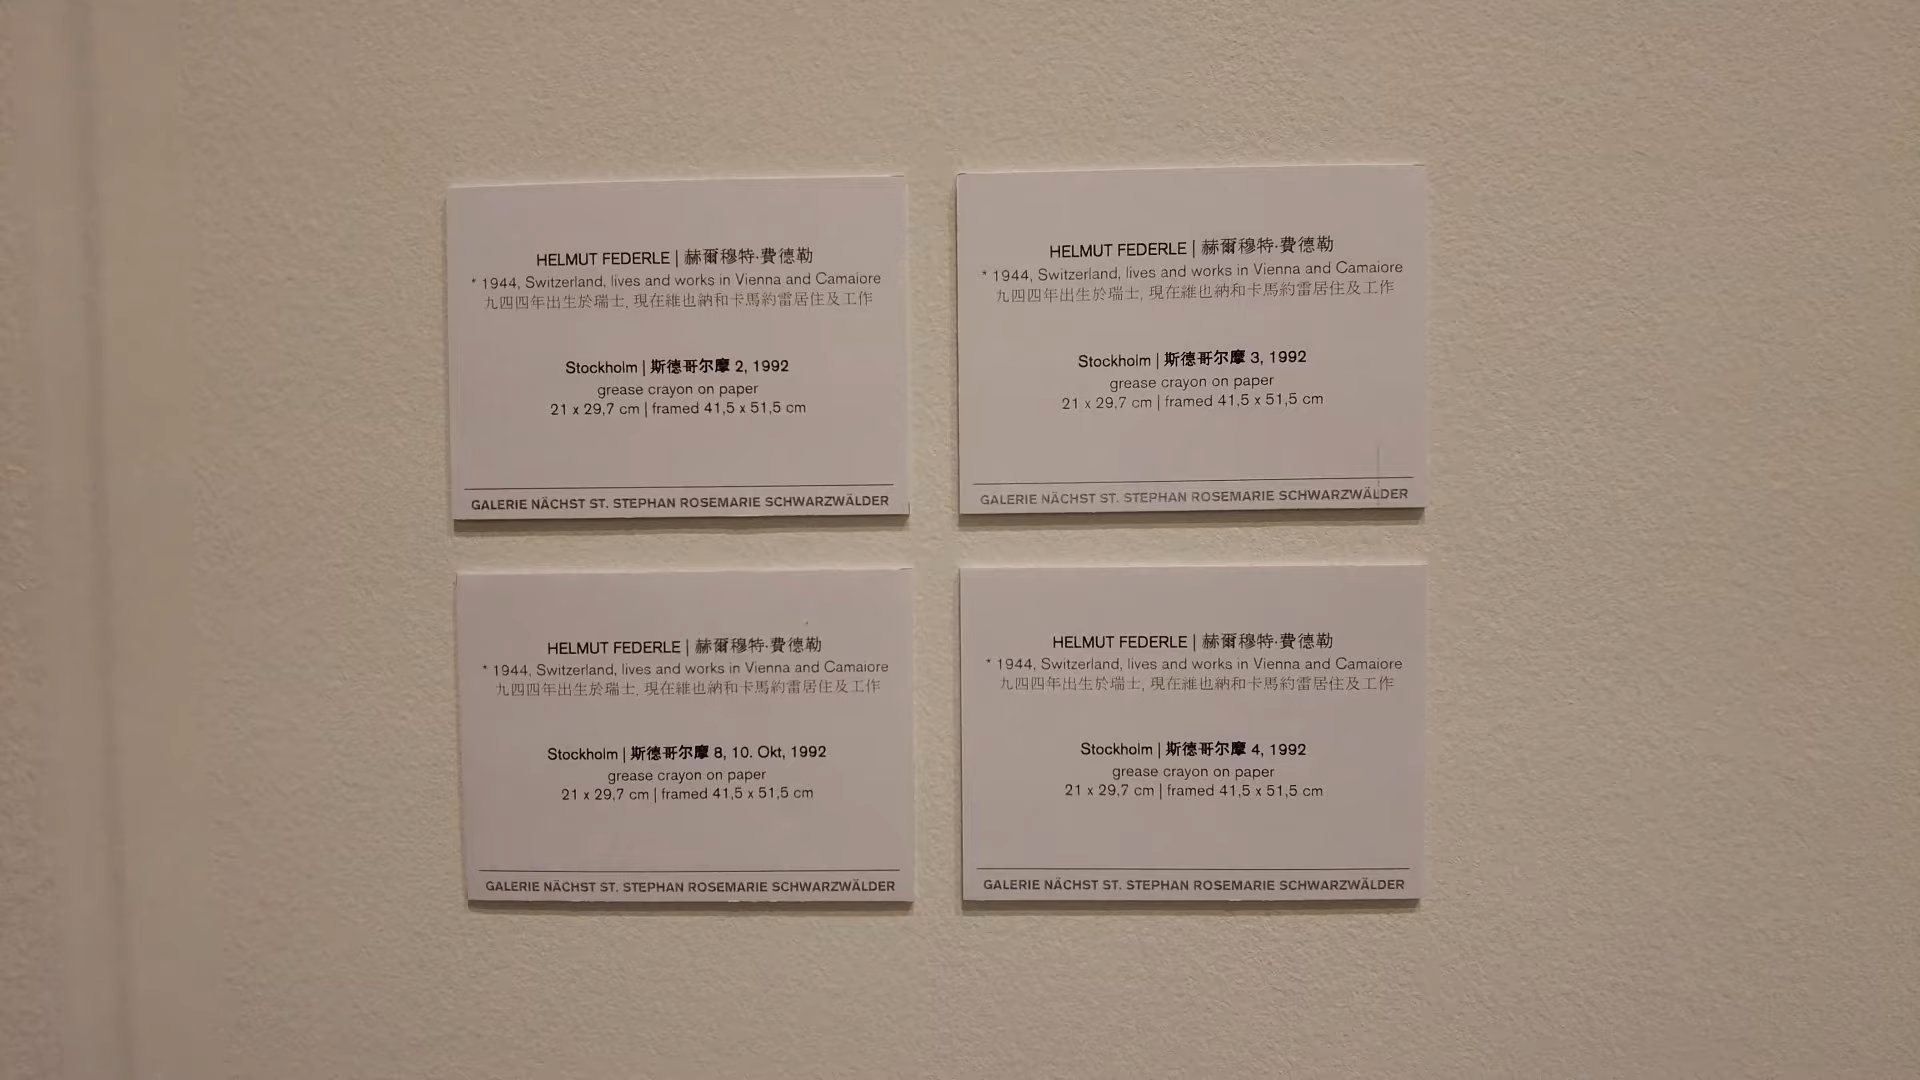 HELMUT FEDERLE | 赫爾穆特·費德勒
* 1944, Switzerland, lives and works in Vienna and Camaiore
九四四年出生於瑞士, 現在維也納和卡馬約雷居住及工作
Stockholm | 斯德哥尔摩 2, 1992
grease crayon on paper
21 x 29,7 cm | framed 41,5 x 51,5 cm
GALERIE NÄCHST ST. STEPHAN ROSEMARIE SCHWARZWÄLDER
HELMUT FEDERLE | 赫爾穆特·費德勒
* 1944, Switzerland, lives and works in Vienna and Camaiore
九四四年出生於瑞士, 現在維也納和卡馬約雷居住及工作
Stockholm | 斯德哥尔摩 3, 1992
grease crayon on paper
21 x 29,7 cm | framed 41,5 x 51,5 cm
GALERIE NÄCHST ST. STEPHAN ROSEMARIE SCHWARZWÄLDER
HELMUT FEDERLE | 赫爾穆特·費德勒
* 1944, Switzerland, lives and works in Vienna and Camaiore
九四四年出生於瑞士, 現在維也納和卡馬約雷居住及工作
Stockholm | 斯德哥尔摩 8, 10. Okt, 1992
grease crayon on paper
21 x 29,7 cm | framed 41,5 x 51,5 cm
GALERIE NÄCHST ST. STEPHAN ROSEMARIE SCHWARZWÄLDER
HELMUT FEDERLE | 赫爾穆特·費德勒
* 1944, Switzerland, lives and works in Vienna and Camaiore
九四四年出生於瑞士, 現在維也納和卡馬約雷居住及工作
Stockholm | 斯德哥尔摩 4, 1992
grease crayon on paper
21 x 29,7 cm | framed 41,5 x 51,5 cm
GALERIE NÄCHST ST. STEPHAN ROSEMARIE SCHWARZWÄLDER